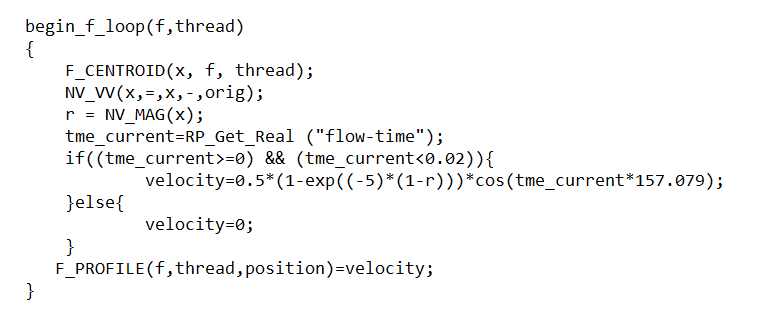 begin_f_loop(f,thread)
{
F_CENTROID(x, f, thread);
NV_VV(x,=,x,-,orig);
r = NV_MAG(x);
tme_current=RP_Get_Real ("flow-time");
if((tme_current>=0) && (tme_current<0.02)){
velocity=0.5*(1-exp((-5)*(1-r)))*cos(tme_current*157.079);
}else{
velocity=0;
}
F_PROFILE(f,thread,position)=velocity;
}